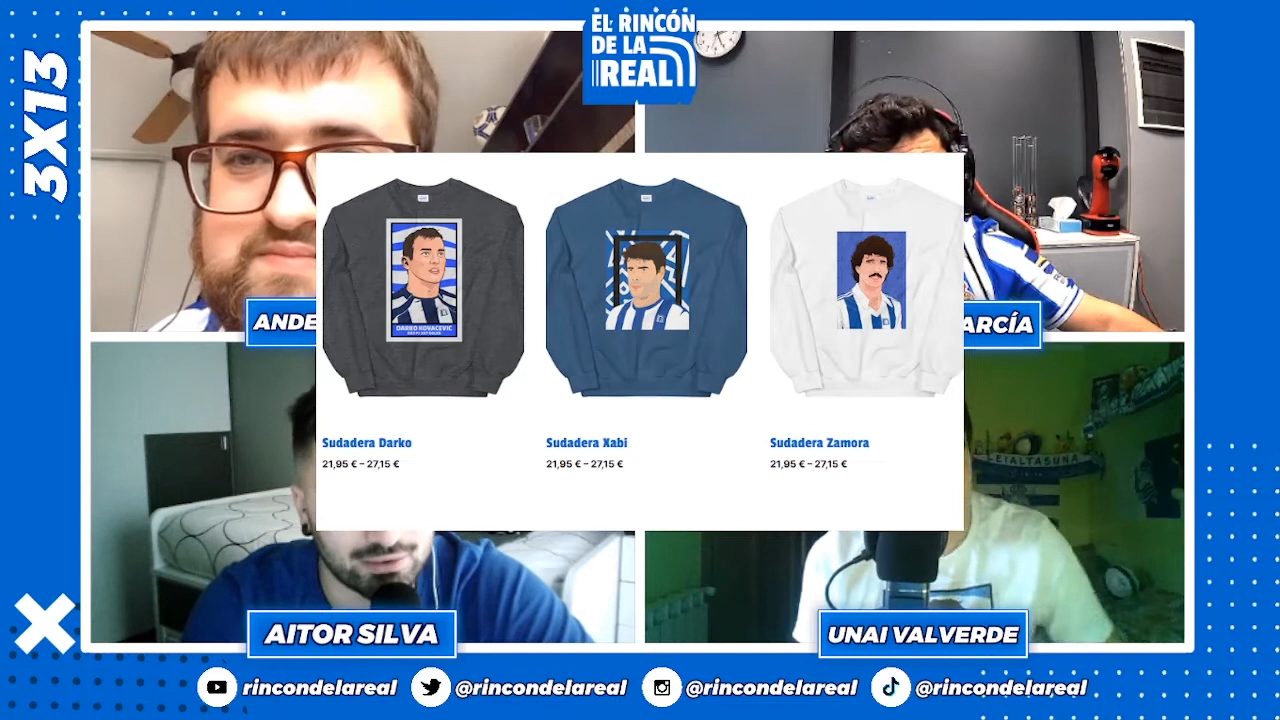 3X13
EL RINCÓN
DE LA
REAL
ANDE
ARCÍA
DARKO KOVACEVIC
Sudadera Darko
21,95 € – 27,15 €
Sudadera Xabi
21,95 € – 27,15 €
Sudadera Zamora
21,95 € – 27,15 €
AITOR SILVA
UNAI VALVERDE
rincondelareal
@rincondelareal
@rincondelareal
@rincondelareal